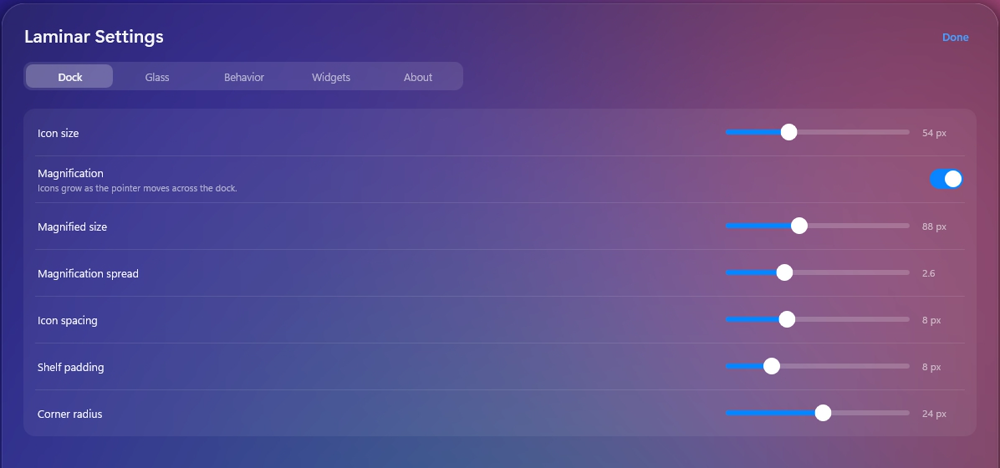 Laminar Settings
Done
Dock Glass Behavior Widgets About
Icon size 54 px
Magnification
Icons grow as the pointer moves across the dock.
Magnified size 88 px
Magnification spread 2.6
Icon spacing 8 px
Shelf padding 8 px
Corner radius 24 px